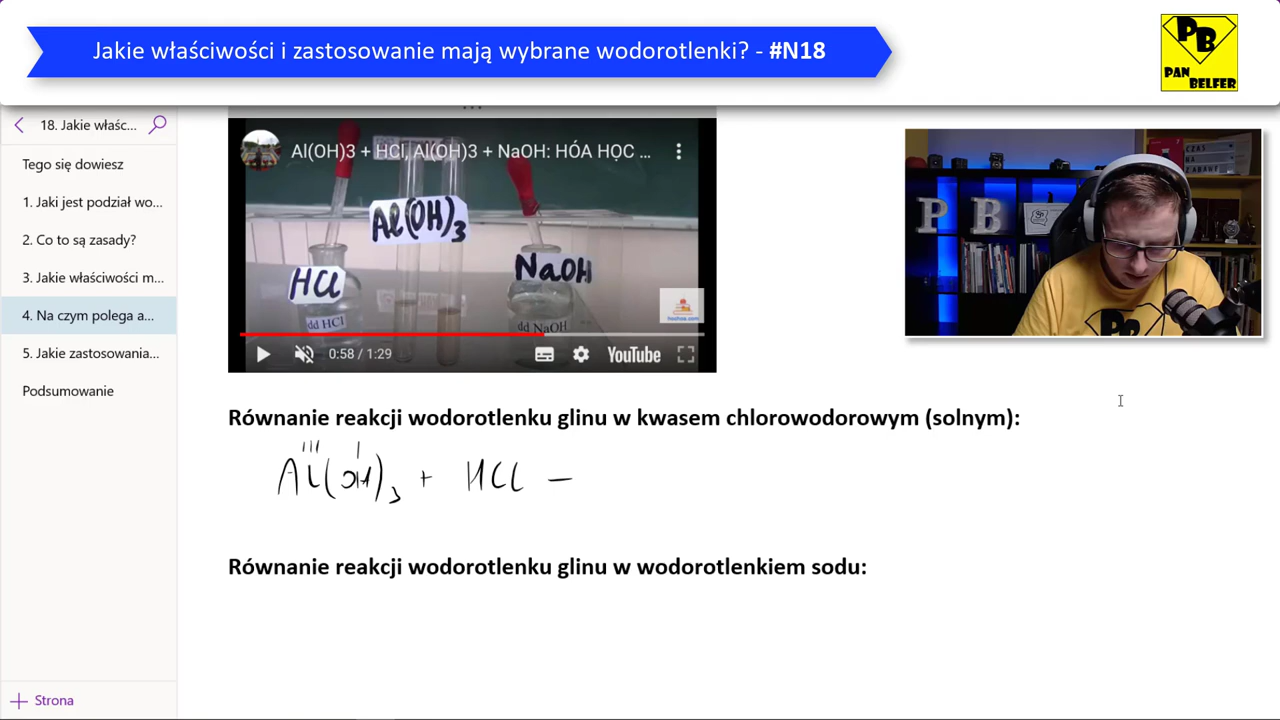 Jakie właściwości i zastosowanie mają wybrane wodorotlenki? - #N18
PB
PAN
BELFER
18. Jakie właśc...
Tego się dowiesz
1. Jaki jest podział wo...
2. Co to są zasady?
3. Jakie właściwości m...
4. Na czym polega a...
5. Jakie zastosowania...
Podsumowanie
Strona
Al(OH)3 + HCl, Al(OH)3 + NaOH: HÓA HỌC ...
Al(OH)3
HCl
NaOH
dd HCl
dd NaOH
0:58 / 1:29
YouTube
P B
CZAS
NA
Równanie reakcji wodorotlenku glinu w kwasem chlorowodorowym (solnym):
III I
Al(OH)3 + HCl —
Równanie reakcji wodorotlenku glinu w wodorotlenkiem sodu: